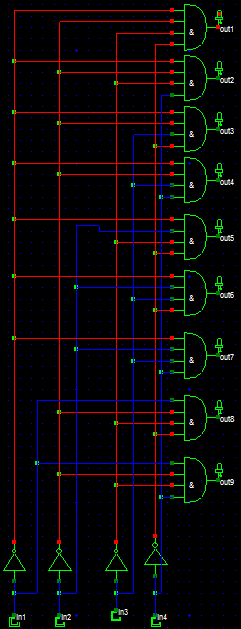 &
out1
&
out2
&
out3
&
out4
&
out5
&
out6
&
out7
&
out8
&
out9
In1 In2 In3 In4